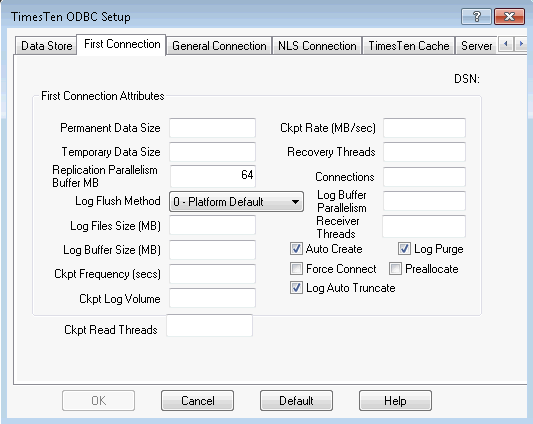 TimesTen ODBC Setup
Data Store First Connection General Connection NLS Connection TimesTen Cache Server
DSN:
First Connection Attributes
Permanent Data Size
Ckpt Rate (MB/sec)
Temporary Data Size
Recovery Threads
Replication Parallelism
Buffer MB
64
Connections
Log Flush Method
0 - Platform Default
Log Buffer
Parallelism
Log Files Size (MB)
Receiver
Threads
Log Buffer Size (MB)
Auto Create
Log Purge
Ckpt Frequency (secs)
Force Connect
Preallocate
Ckpt Log Volume
Log Auto Truncate
Ckpt Read Threads
OK Cancel Default Help